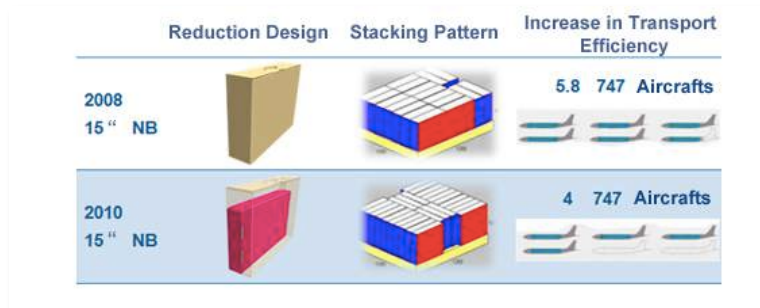 Reduction Design Stacking Pattern Increase in Transport
Efficiency
2008
15 “ NB
5.8 747 Aircrafts
2010
15 “ NB
4 747 Aircrafts